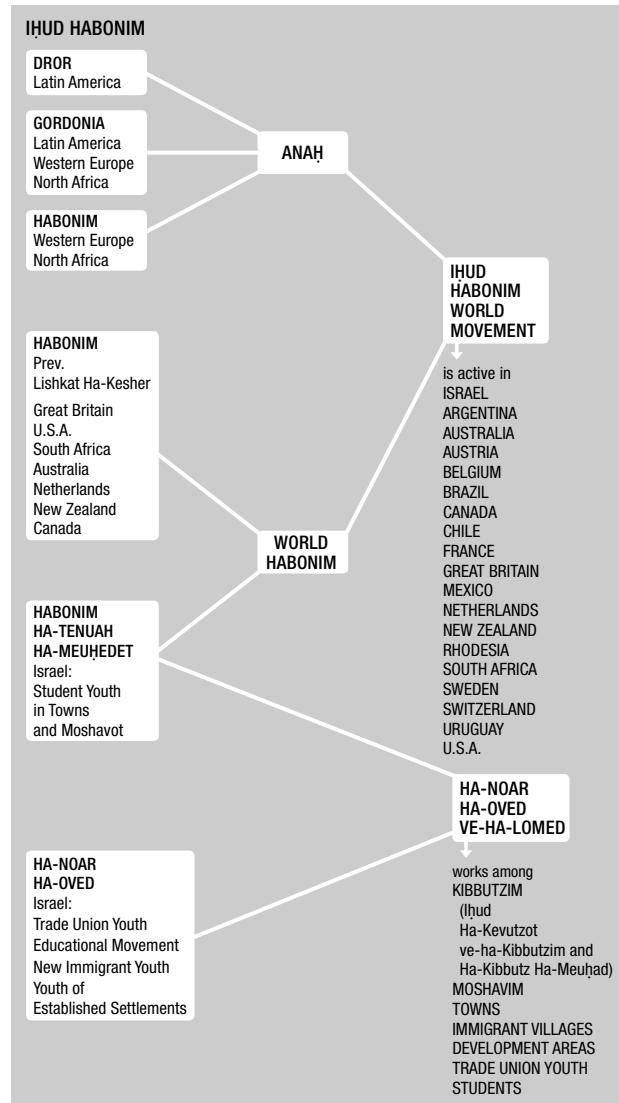 IḤUD HABONIM
DROR
Latin America
GORDONIA
Latin America
Western Europe
North Africa
HABONIM
Western Europe
North Africa
ANAḤ
IḤUD
HABONIM
WORLD
MOVEMENT
is active in
ISRAEL
ARGENTINA
AUSTRALIA
AUSTRIA
BELGIUM
BRAZIL
CANADA
CHILE
FRANCE
GREAT BRITAIN
MEXICO
NETHERLANDS
NEW ZEALAND
RHODESIA
SOUTH AFRICA
SWEDEN
SWITZERLAND
URUGUAY
U.S.A.
HABONIM
Prev.
Lishkat Ha-Kesher
Great Britain
U.S.A.
South Africa
Australia
Netherlands
New Zealand
Canada
WORLD
HABONIM
HABONIM
HA-TENUAH
HA-MEUḤEDET
Israel:
Student Youth
in Towns
and Moshavot
HA-NOAR
HA-OVED
VE-HA-LOMED
works among
KIBBUTZIM
(Iḥud
Ha-Kevutzot
ve-ha-Kibbutzim and
Ha-Kibbutz Ha-Meuḥad)
MOSHAVIM
TOWNS
IMMIGRANT VILLAGES
DEVELOPMENT AREAS
TRADE UNION YOUTH
STUDENTS
HA-NOAR
HA-OVED
Israel:
Trade Union Youth
Educational Movement
New Immigrant Youth
Youth of
Established Settlements